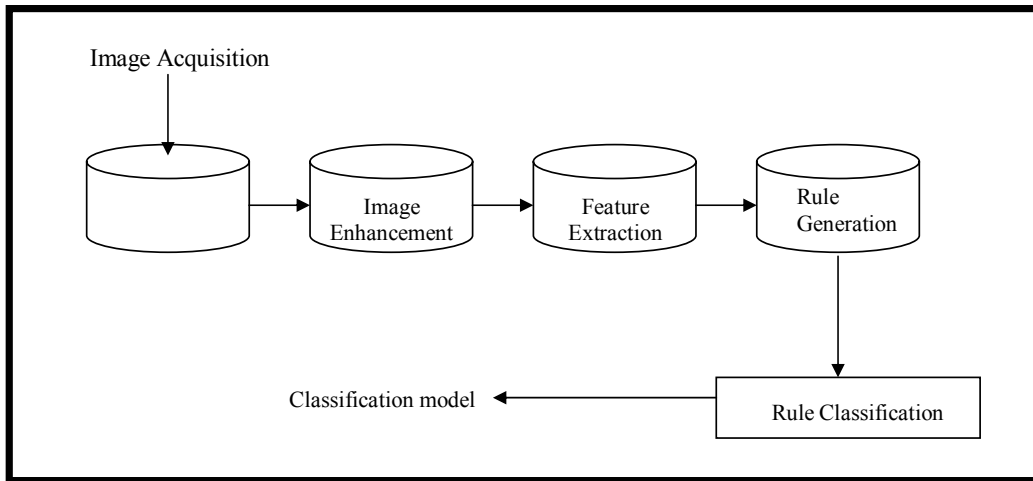 Image Acquisition
Image
Enhancement
Feature
Extraction
Rule
Generation
Classification model
Rule Classification